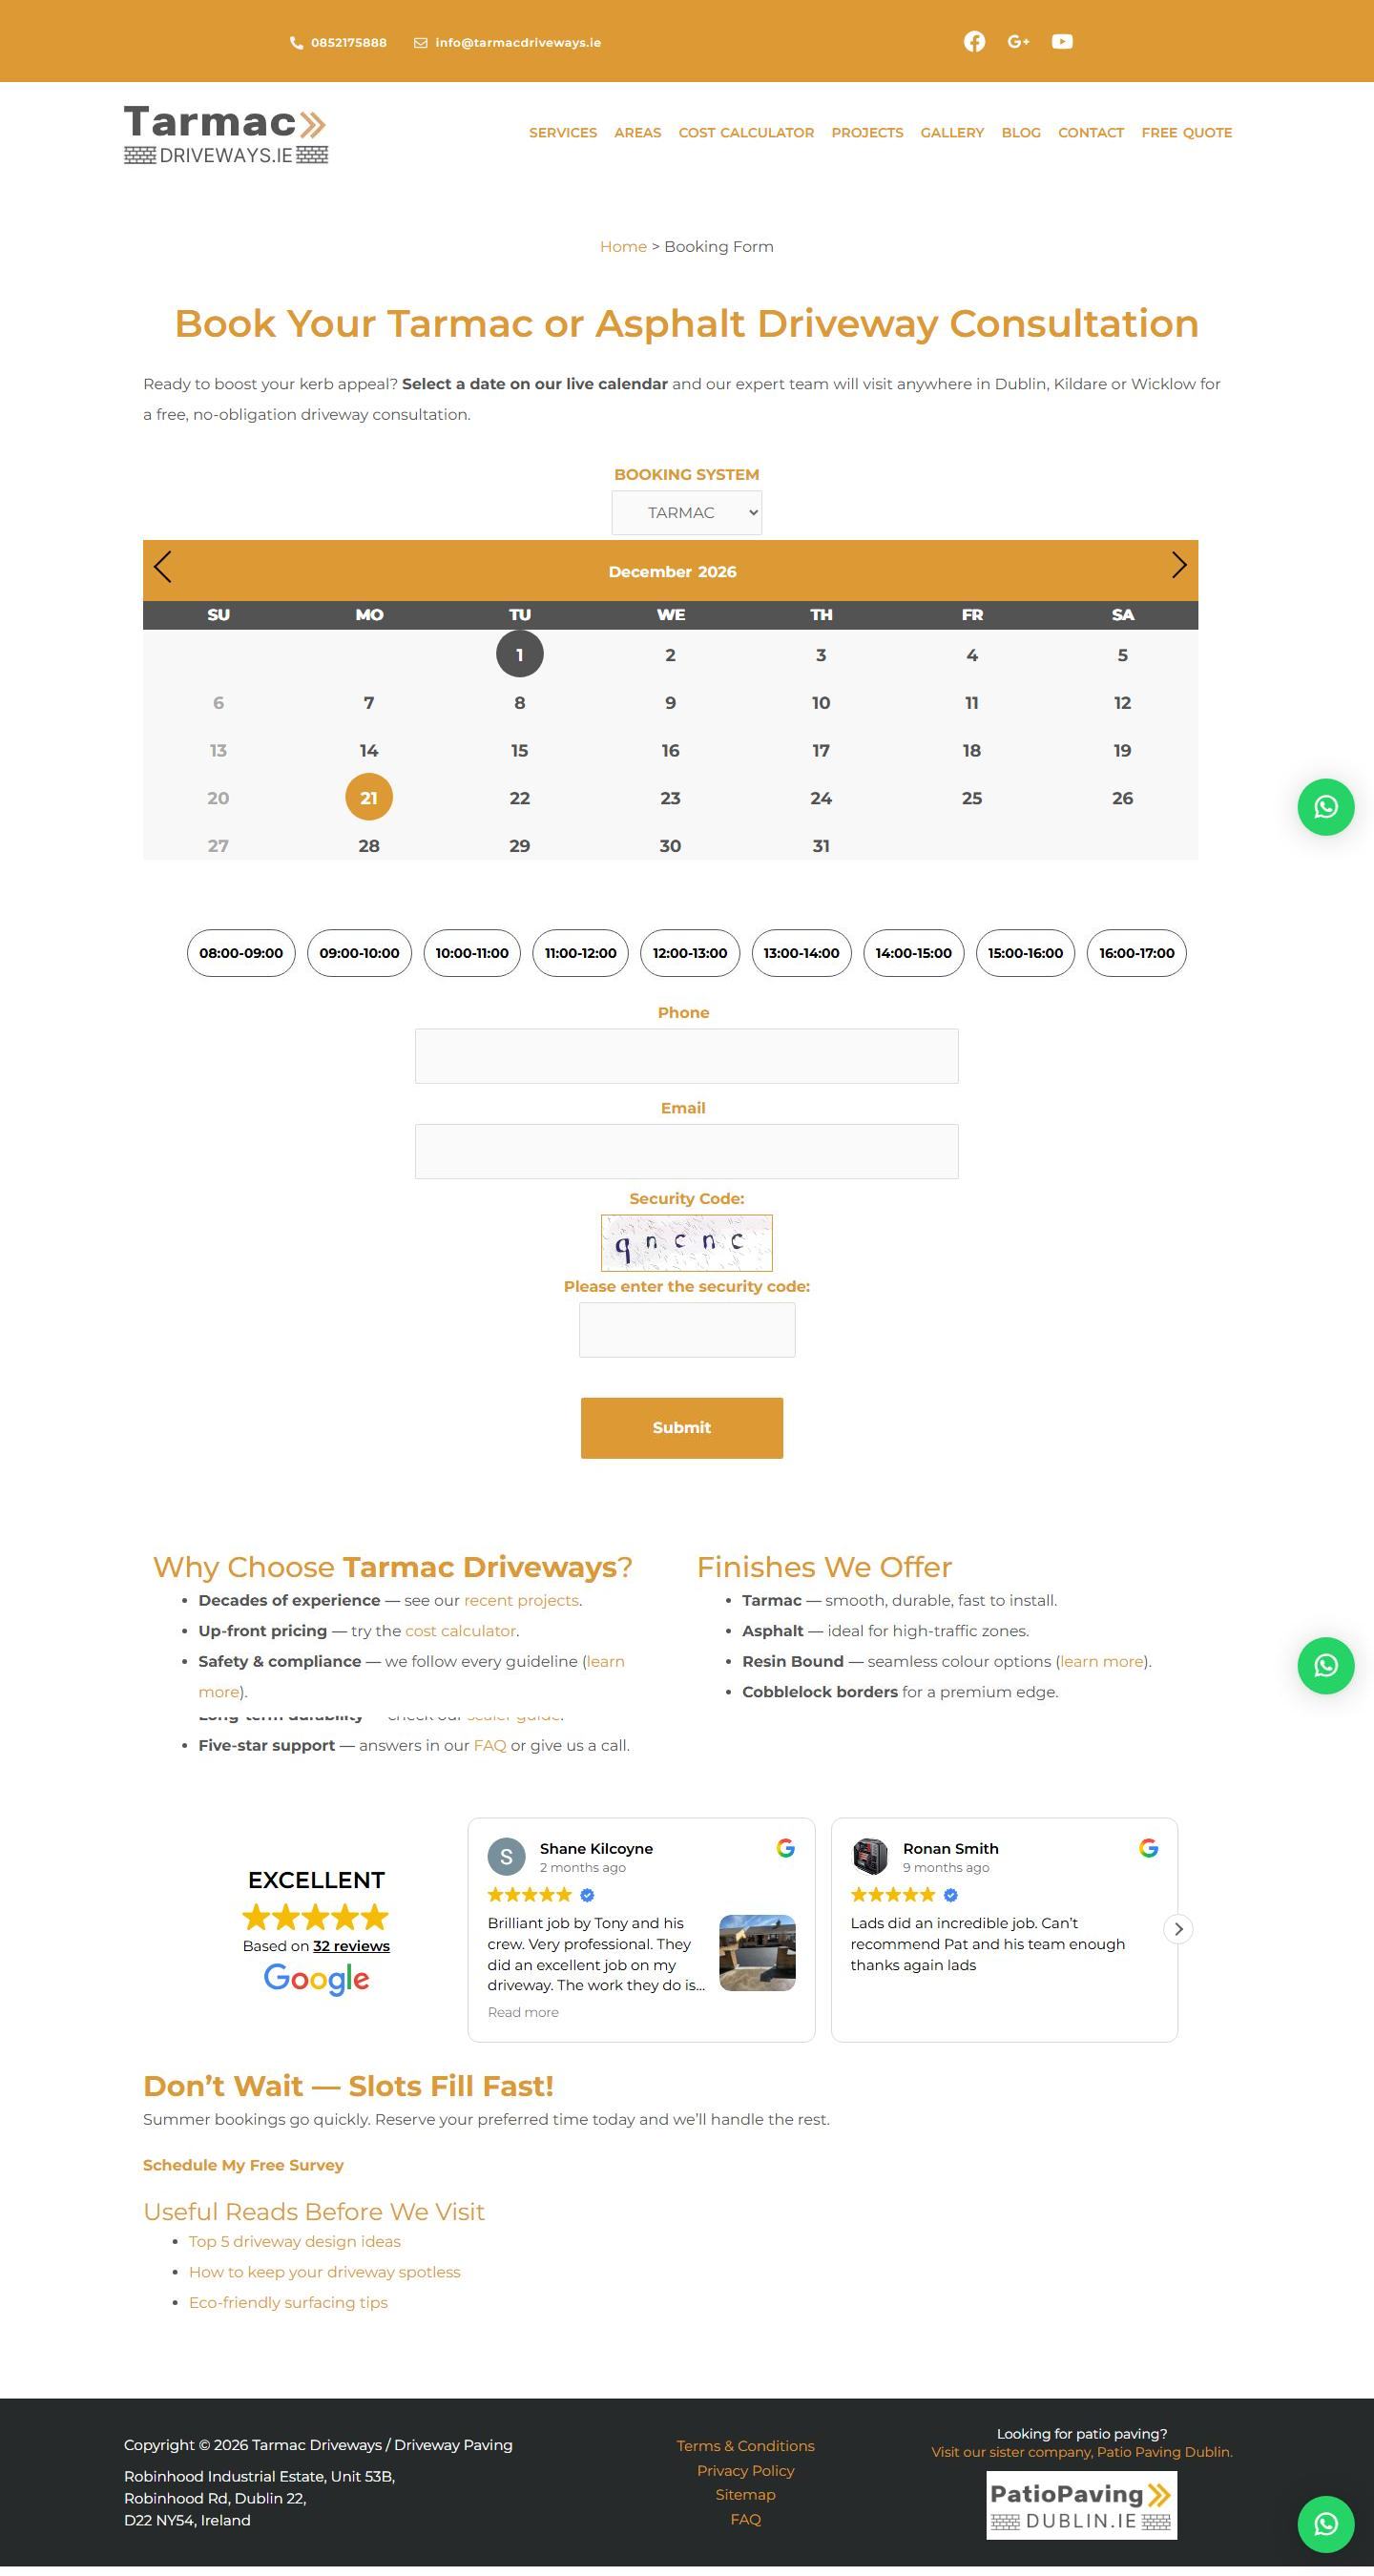 0852175888 info@tarmacdriveways.ie
Tarmac
DRIVEWAYS.IE
SERVICES AREAS COST CALCULATOR PROJECTS GALLERY BLOG CONTACT FREE QUOTE
Home > Booking Form
Book Your Tarmac or Asphalt Driveway Consultation
Ready to boost your kerb appeal? Select a date on our live calendar and our expert team will visit anywhere in Dublin, Kildare or Wicklow for
a free, no-obligation driveway consultation.
BOOKING SYSTEM
TARMAC
December 2026
SU MO TU WE TH FR SA
1 2 3 4 5
6 7 8 9 10 11 12
13 14 15 16 17 18 19
20 21 22 23 24 25 26
27 28 29 30 31
08:00-09:00 09:00-10:00 10:00-11:00 11:00-12:00 12:00-13:00 13:00-14:00 14:00-15:00 15:00-16:00 16:00-17:00
Phone
Email
Security Code:
q n c n c
Please enter the security code:
Submit
Why Choose Tarmac Driveways?
• Decades of experience — see our recent projects.
• Up-front pricing — try the cost calculator.
• Safety & compliance — we follow every guideline (learn
more).
Long-term durability — check our sealer guide.
• Five-star support — answers in our FAQ or give us a call.
Finishes We Offer
• Tarmac — smooth, durable, fast to install.
• Asphalt — ideal for high-traffic zones.
• Resin Bound — seamless colour options (learn more).
• Cobblelock borders for a premium edge.
EXCELLENT
Based on 32 reviews
Google
S
Shane Kilcoyne
2 months ago
Brilliant job by Tony and his
crew. Very professional. They
did an excellent job on my
driveway. The work they do is...
Read more
Ronan Smith
9 months ago
Lads did an incredible job. Can't
recommend Pat and his team enough
thanks again lads
Don’t Wait — Slots Fill Fast!
Summer bookings go quickly. Reserve your preferred time today and we’ll handle the rest.
Schedule My Free Survey
Useful Reads Before We Visit
• Top 5 driveway design ideas
• How to keep your driveway spotless
• Eco-friendly surfacing tips
Copyright © 2026 Tarmac Driveways / Driveway Paving
Robinhood Industrial Estate, Unit 53B,
Robinhood Rd, Dublin 22,
D22 NY54, Ireland
Terms & Conditions
Privacy Policy
Sitemap
FAQ
Looking for patio paving?
Visit our sister company, Patio Paving Dublin.
PatioPaving
DUBLIN.IE